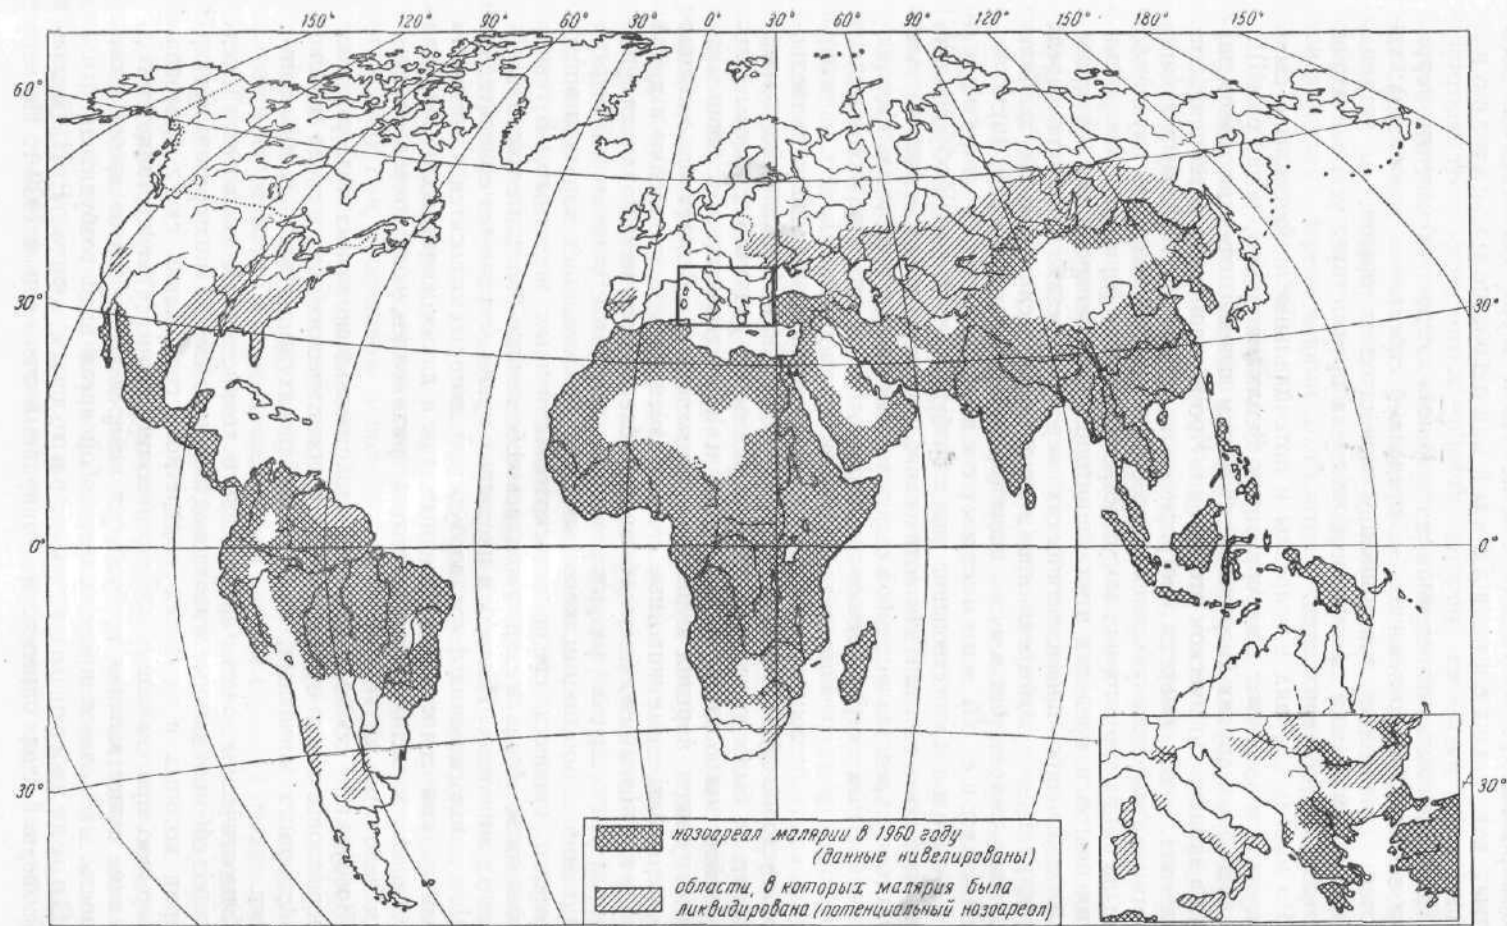 150° 120° 90° 60° 30° 0° 30° 60° 90° 120° 150° 180° 150°
60°
30° 30°
0° 0°
30° 30°
нозоареал малярии в 1960 году
(данные нивелированы)
области, в которых малярия была
ликвидирована (потенциальный нозоареал)